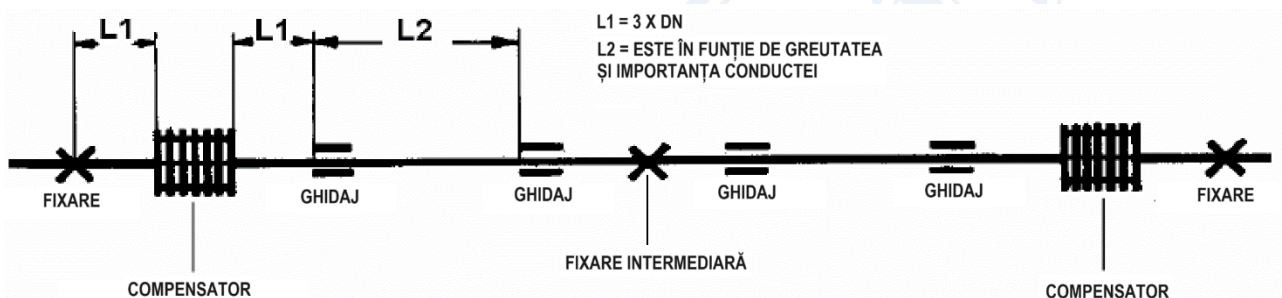 L1 L1 L2
L1 = 3 X DN
L2 = ESTE ÎN FUNȚIE DE GREUTATEA
ȘI IMPORTANȚA CONDUCTEI
FIXARE GHIDAJ GHIDAJ GHIDAJ GHIDAJ FIXARE
FIXARE INTERMEDIARĂ
COMPENSATOR COMPENSATOR